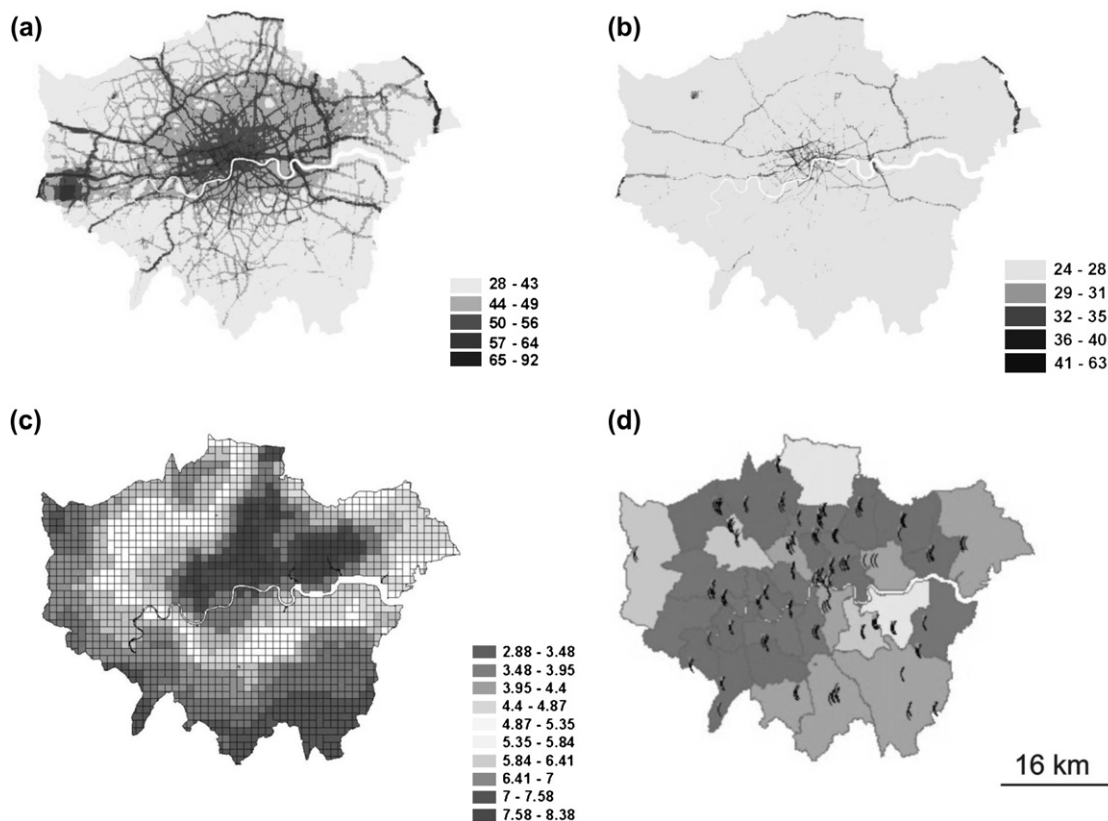 (a)
28 - 43
44 - 49
50 - 56
57 - 64
65 - 92
(b)
24 - 28
29 - 31
32 - 35
36 - 40
41 - 63
(c)
2.88 - 3.48
3.48 - 3.95
3.95 - 4.4
4.4 - 4.87
4.87 - 5.35
5.35 - 5.84
5.84 - 6.41
6.41 - 7
7 - 7.58
7.58 - 8.38
(d)
16 km